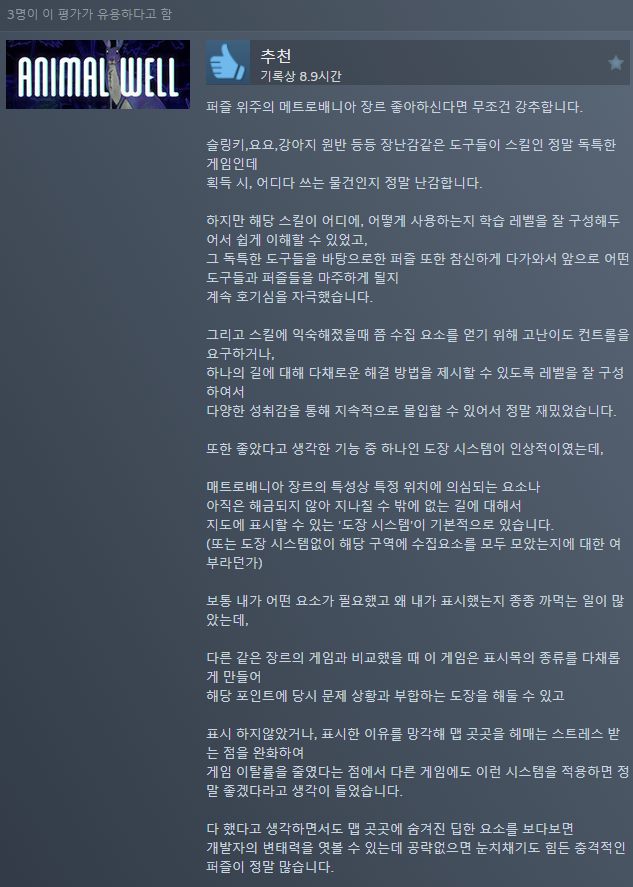 3명이 이 평가가 유용하다고 함
ANIMAL WELL
추천
기록상 8.9시간
퍼즐 위주의 메트로배니아 장르 좋아하신다면 무조건 강추합니다.
슬링키,요요,강아지 원반 등등 장난감같은 도구들이 스킬인 정말 독특한
게임인데
획득 시, 어디다 쓰는 물건인지 정말 난감합니다.
하지만 해당 스킬이 어디에, 어떻게 사용하는지 학습 레벨을 잘 구성해두
어서 쉽게 이해할 수 있었고,
그 독특한 도구들을 바탕으로한 퍼즐 또한 참신하게 다가와서 앞으로 어떤
도구들과 퍼즐들을 마주하게 될지
계속 호기심을 자극했습니다.
그리고 스킬에 익숙해졌을때 쯤 수집 요소를 얻기 위해 고난이도 컨트롤을
요구하거나,
하나의 길에 대해 다채로운 해결 방법을 제시할 수 있도록 레벨을 잘 구성
하여서
다양한 성취감을 통해 지속적으로 몰입할 수 있어서 정말 재밌었습니다.
또한 좋았다고 생각한 기능 중 하나인 도장 시스템이 인상적이였는데,
매트로배니아 장르의 특성상 특정 위치에 의심되는 요소나
아직은 해금되지 않아 지나칠 수 밖에 없는 길에 대해서
지도에 표시할 수 있는 '도장 시스템'이 기본적으로 있습니다.
(또는 도장 시스템없이 해당 구역에 수집요소를 모두 모았는지에 대한 여
부라던가)
보통 내가 어떤 요소가 필요했고 왜 내가 표시했는지 종종 까먹는 일이 많
았는데,
다른 같은 장르의 게임과 비교했을 때 이 게임은 표시목의 종류를 다채롭
게 만들어
해당 포인트에 당시 문제 상황과 부합하는 도장을 해둘 수 있고
표시 하지않았거나, 표시한 이유를 망각해 맵 곳곳을 헤매는 스트레스 받
는 점을 완화하여
게임 이탈률을 줄였다는 점에서 다른 게임에도 이런 시스템을 적용하면 정
말 좋겠다라고 생각이 들었습니다.
다 했다고 생각하면서도 맵 곳곳에 숨겨진 딥한 요소를 보다보면
개발자의 변태력을 엿볼 수 있는데 공략없으면 눈치채기도 힘든 충격적인
퍼즐이 정말 많습니다.